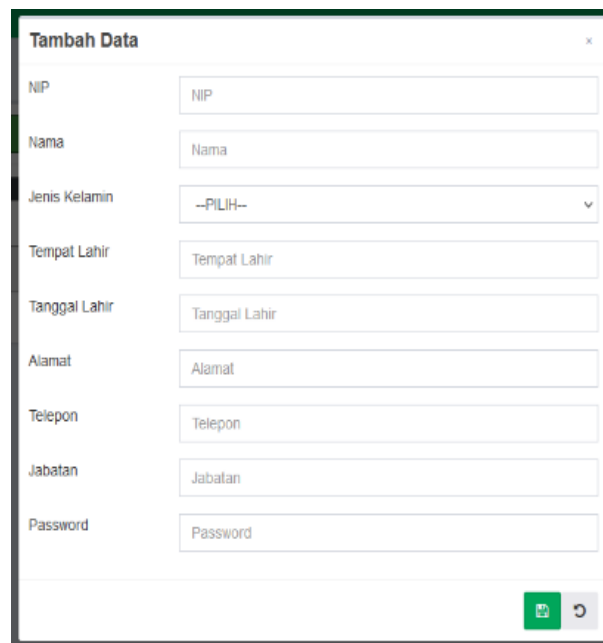 Tambah Data ×
NIP NIP
Nama Nama
Jenis Kelamin --PILIH--
Tempat Lahir Tempat Lahir
Tanggal Lahir Tanggal Lahir
Alamat Alamat
Telepon Telepon
Jabatan Jabatan
Password Password